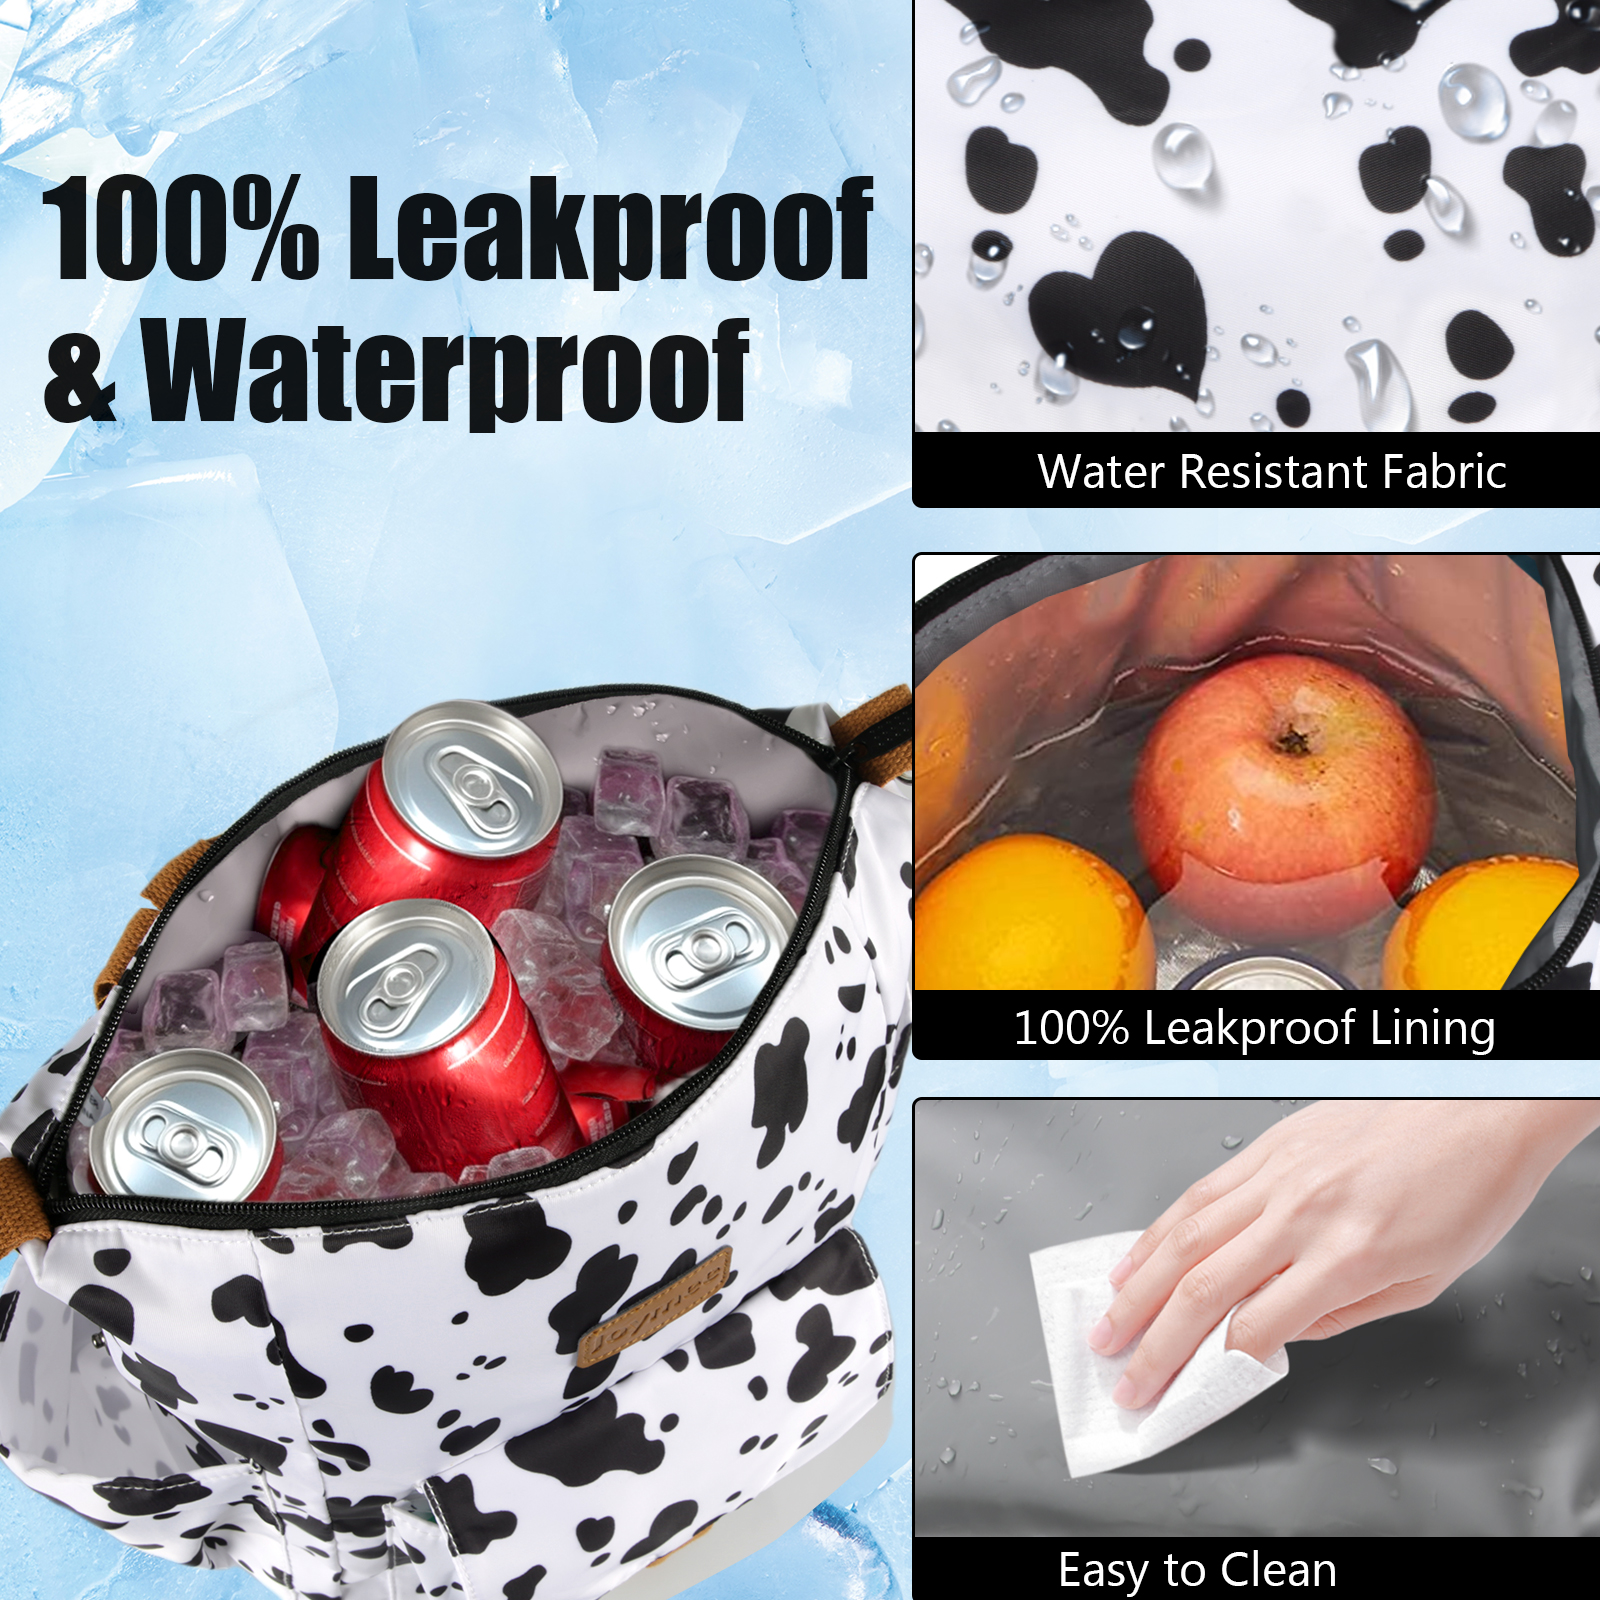 100% Leakproof
& Waterproof
Water Resistant Fabric
100% Leakproof Lining
Easy to Clean